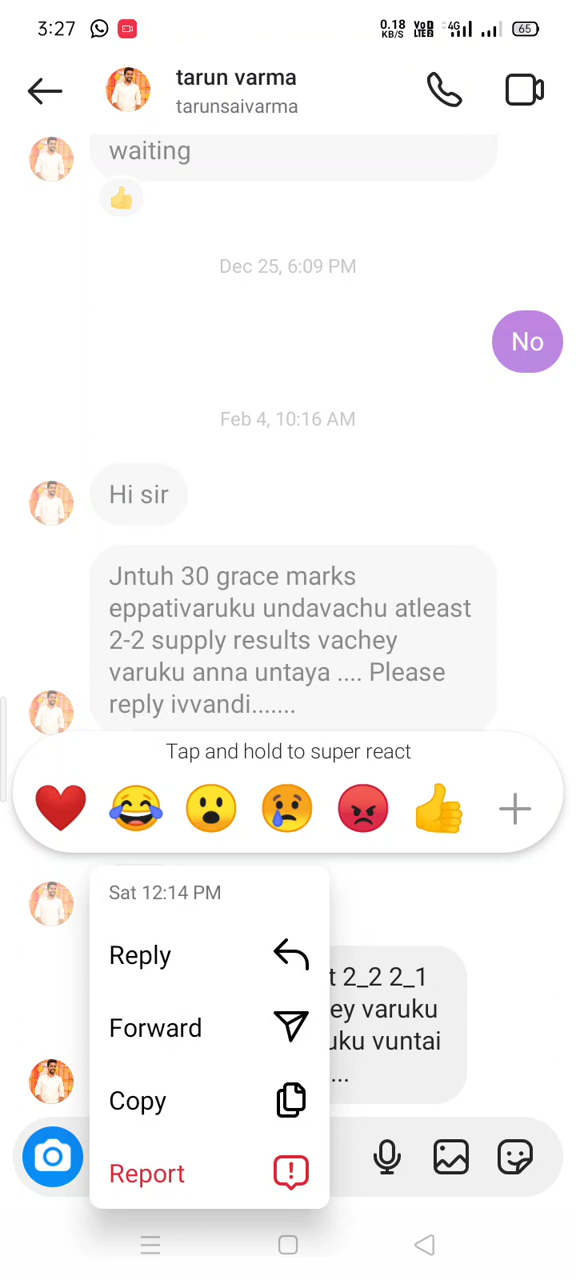 3:27
0.18 KB/S VoD LTE2 4G 65
tarun varma
tarunsaivarma
waiting
Dec 25, 6:09 PM
No
Feb 4, 10:16 AM
Hi sir
Jntuh 30 grace marks
eppativaruku undavachu atleast
2-2 supply results vachey
varuku anna untaya .... Please
reply ivvandi.......
Tap and hold to super react
Sat 12:14 PM
Reply
Forward
Copy
Report
2_2 2_1
varuku
vuntai
...